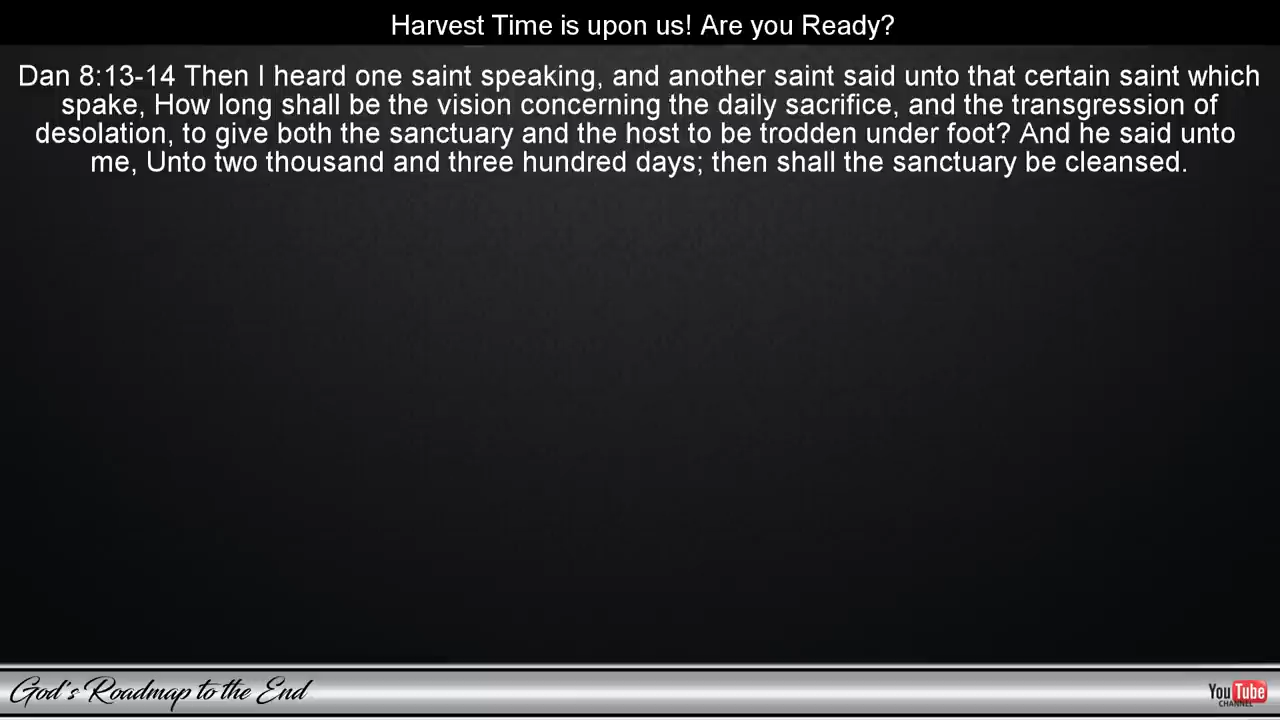 Harvest Time is upon us! Are you Ready?
Dan 8:13-14 Then I heard one saint speaking, and another saint said unto that certain saint which
spake, How long shall be the vision concerning the daily sacrifice, and the transgression of
desolation, to give both the sanctuary and the host to be trodden under foot? And he said unto
me, Unto two thousand and three hundred days; then shall the sanctuary be cleansed.
God's Roadmap to the End
YouTube
CHANNEL